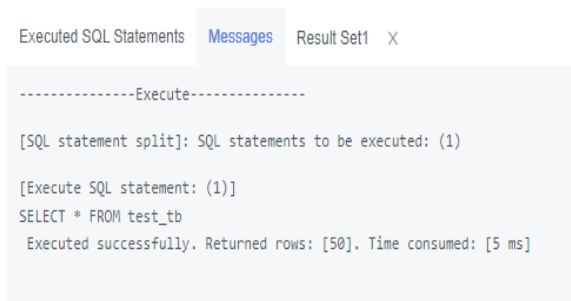 Executed SQL Statements Messages Result Set1 X
---------------Execute---------------
[SQL statement split]: SQL statements to be executed: (1)
[Execute SQL statement: (1)]
SELECT * FROM test_tb
Executed successfully. Returned rows: [50]. Time consumed: [5 ms]